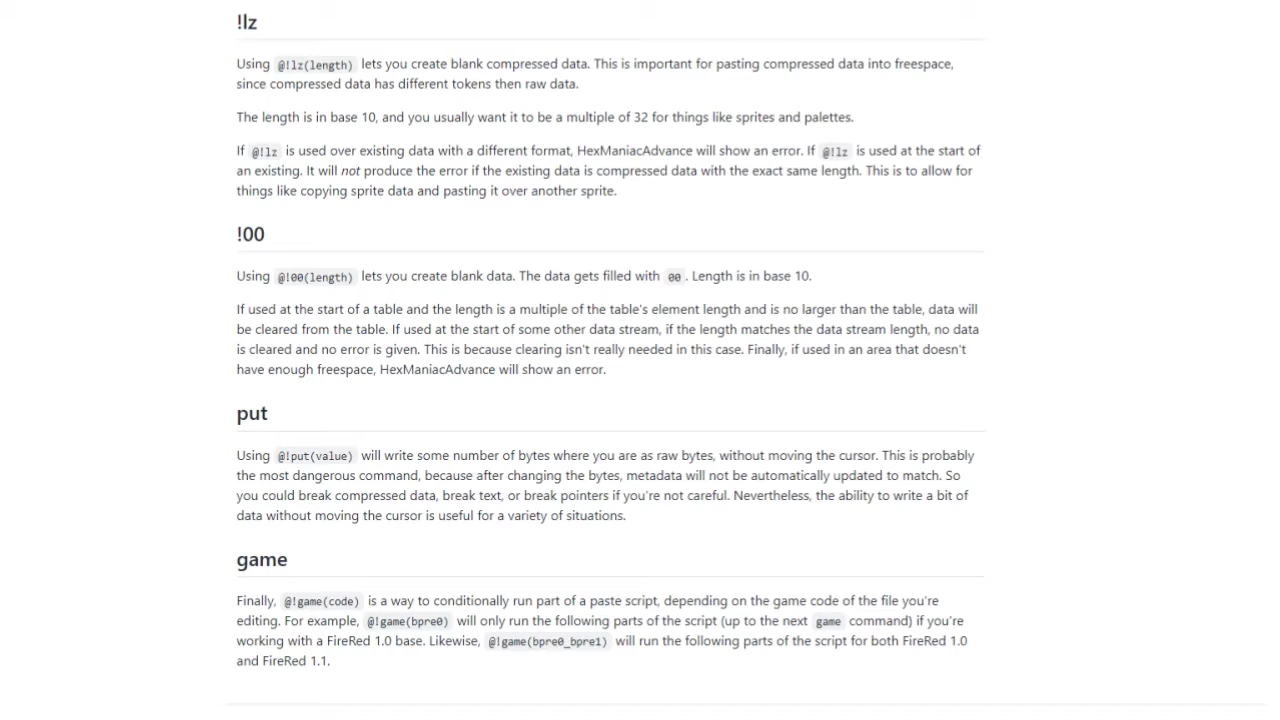 !lz
Using @!lz(length) lets you create blank compressed data. This is important for pasting compressed data into freespace,
since compressed data has different tokens then raw data.
The length is in base 10, and you usually want it to be a multiple of 32 for things like sprites and palettes.
If @!lz is used over existing data with a different format, HexManiacAdvance will show an error. If @!lz is used at the start of
an existing. It will not produce the error if the existing data is compressed data with the exact same length. This is to allow for
things like copying sprite data and pasting it over another sprite.
!00
Using @!00(length) lets you create blank data. The data gets filled with 00. Length is in base 10.
If used at the start of a table and the length is a multiple of the table's element length and is no larger than the table, data will
be cleared from the table. If used at the start of some other data stream, if the length matches the data stream length, no data
is cleared and no error is given. This is because clearing isn't really needed in this case. Finally, if used in an area that doesn't
have enough freespace, HexManiacAdvance will show an error.
put
Using @!put(value) will write some number of bytes where you are as raw bytes, without moving the cursor. This is probably
the most dangerous command, because after changing the bytes, metadata will not be automatically updated to match. So
you could break compressed data, break text, or break pointers if you're not careful. Nevertheless, the ability to write a bit of
data without moving the cursor is useful for a variety of situations.
game
Finally, @!game(code) is a way to conditionally run part of a paste script, depending on the game code of the file you're
editing. For example, @!game(bpre0) will only run the following parts of the script (up to the next game command) if you're
working with a FireRed 1.0 base. Likewise, @!game(bpre0_bpre1) will run the following parts of the script for both FireRed 1.0
and FireRed 1.1.